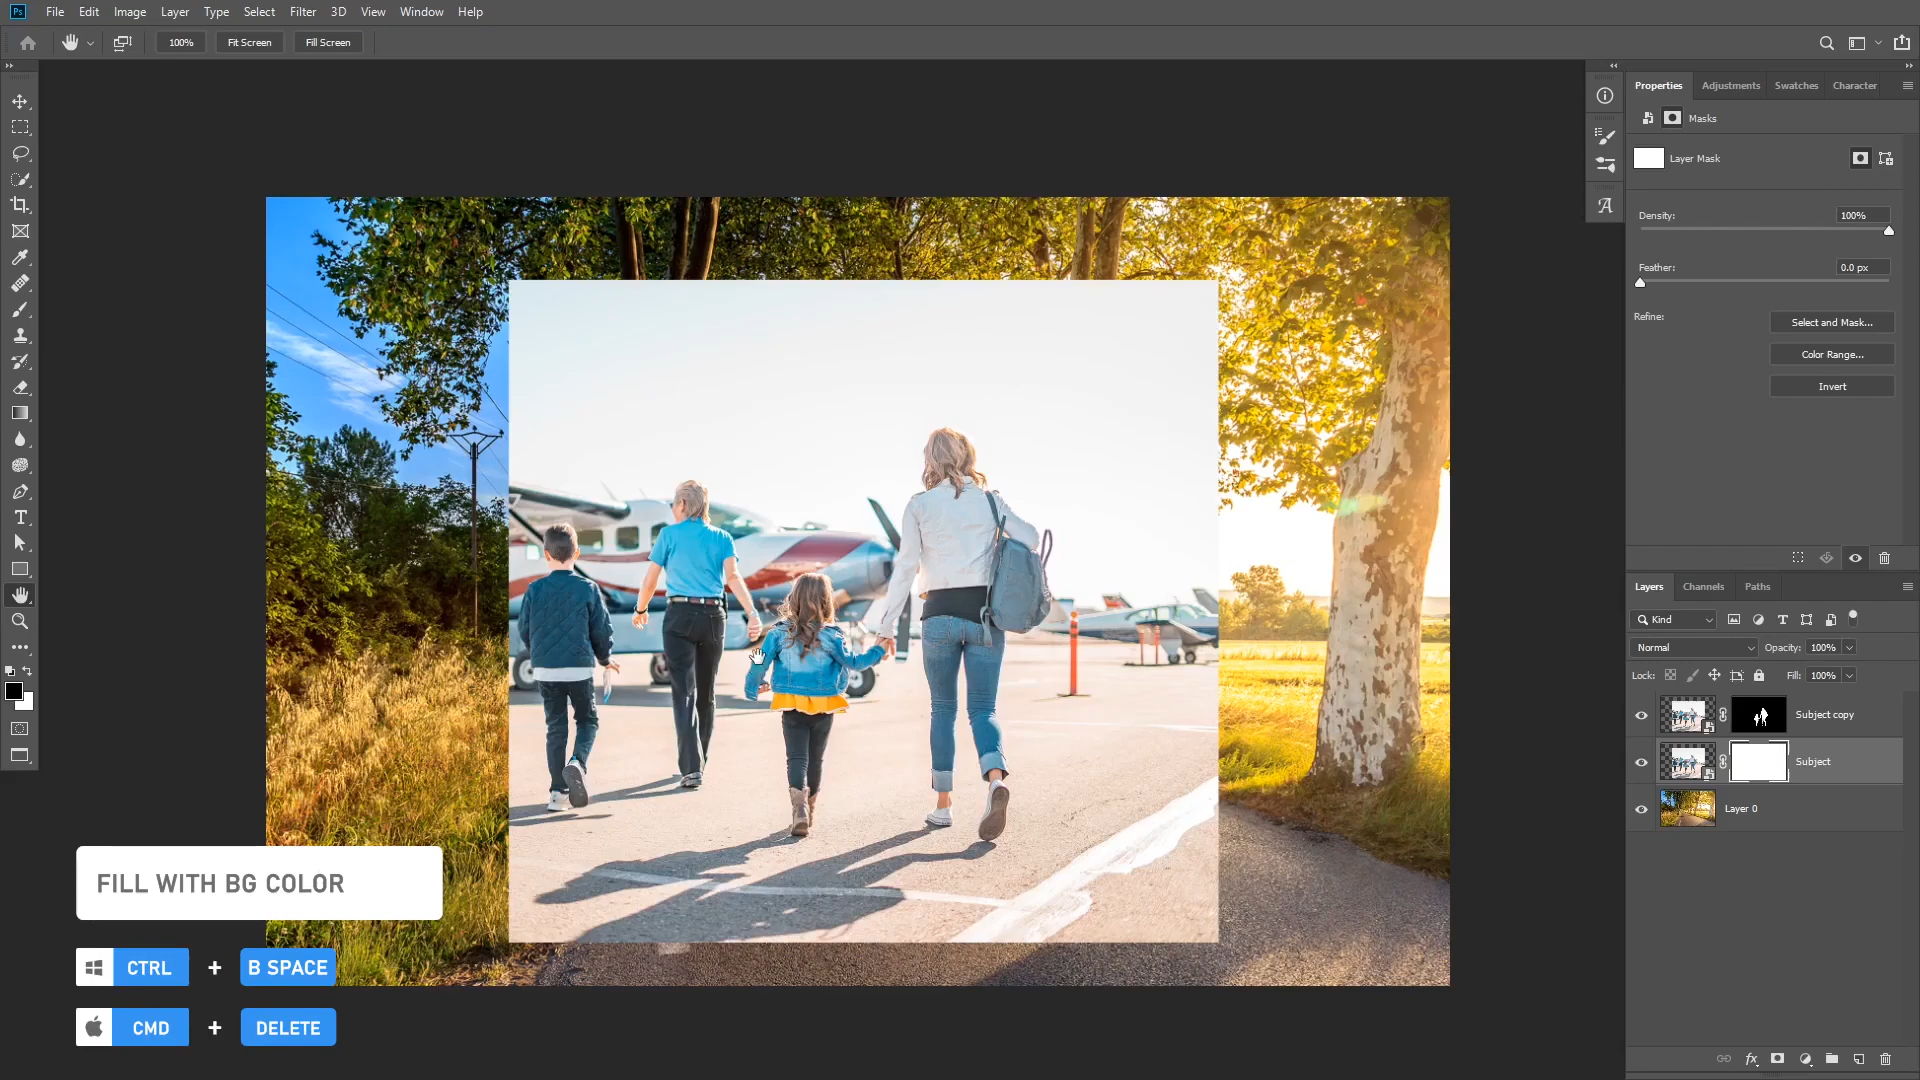 Ps File Edit Image Layer Type Select Filter 3D View Window Help
100% Fit Screen Fill Screen
Properties Adjustments Swatches Character
Masks
Layer Mask
Density: 100%
Feather: 0.0 px
Refine: Select and Mask...
Color Range...
Invert
Layers Channels Paths
Kind
Normal Opacity: 100%
Lock: Fill: 100%
Subject copy
Subject
Layer 0
FILL WITH BG COLOR
CTRL + B SPACE
CMD + DELETE